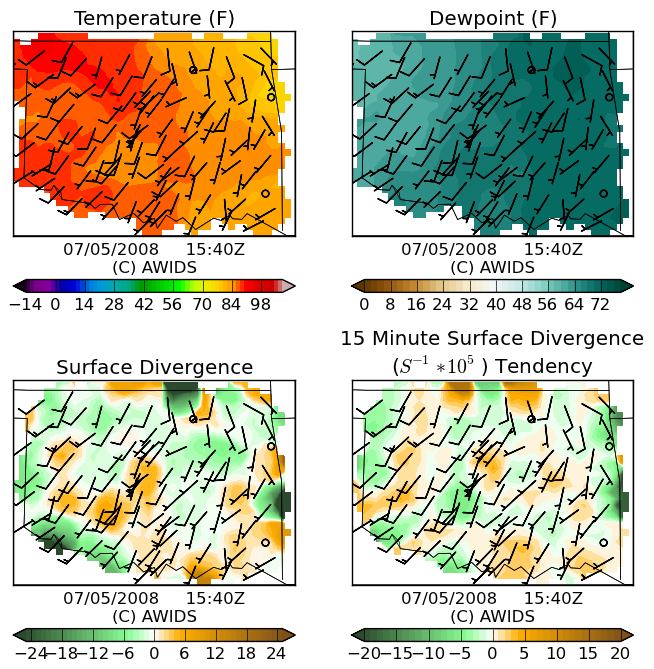 Temperature (F)
Dewpoint (F)
07/05/2008 15:40Z
(C) AWIDS
07/05/2008 15:40Z
(C) AWIDS
−14 0 14 28 42 56 70 84 98
0 8 16 24 32 40 48 56 64 72
Surface Divergence
15 Minute Surface Divergence
(S⁻¹ *10⁵ ) Tendency
07/05/2008 15:40Z
(C) AWIDS
07/05/2008 15:40Z
(C) AWIDS
−24 −18 −12 −6 0 6 12 18 24
−20 −15 −10 −5 0 5 10 15 20